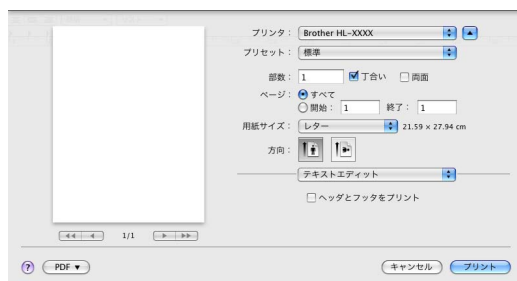 プリンタ： Brother HL-XXXX
プリセット： 標準
部数： 1 丁合い 両面
ページ： すべて
開始： 1 終了： 1
用紙サイズ： レター 21.59 × 27.94 cm
方向：
テキストエディット
ヘッダとフッタをプリント
1/1
? PDF ▼ キャンセル プリント